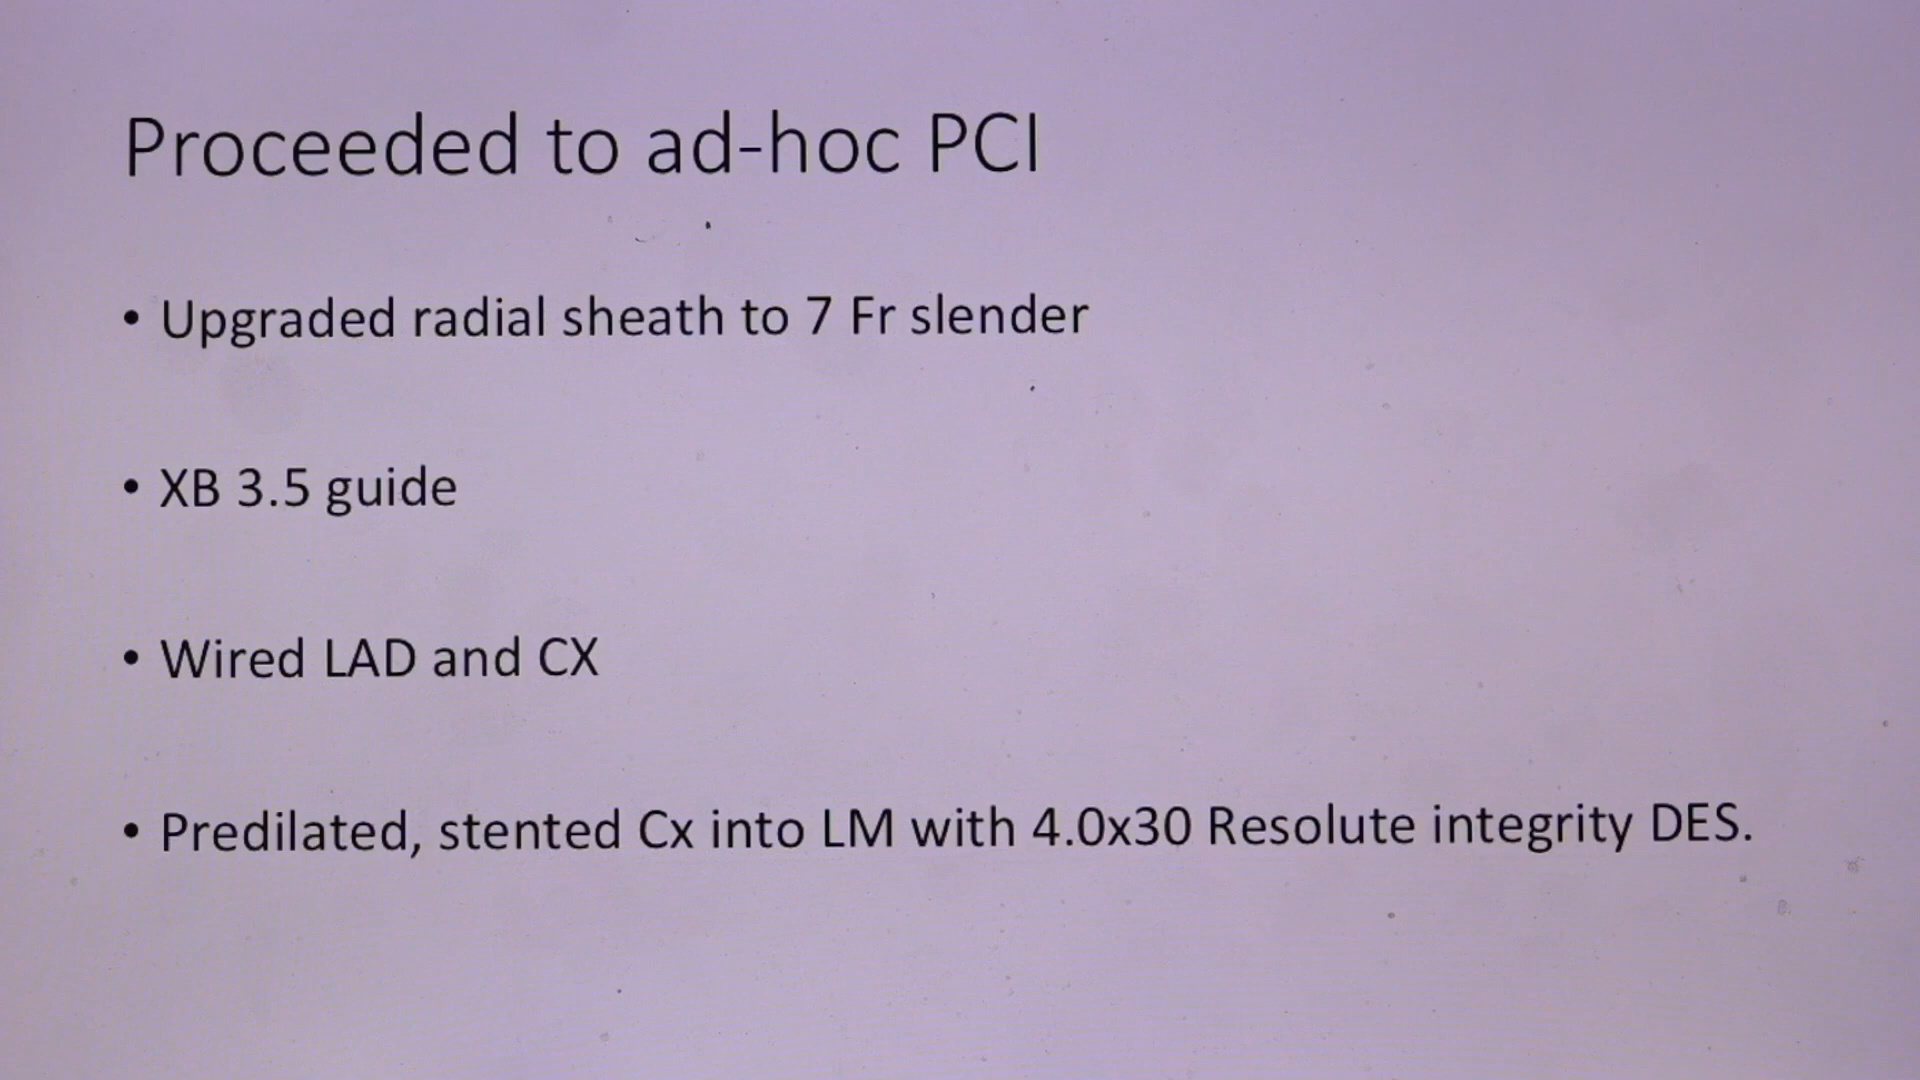 Proceeded to ad-hoc PCI
• Upgraded radial sheath to 7 Fr slender
• XB 3.5 guide
• Wired LAD and CX
• Predilated, stented Cx into LM with 4.0x30 Resolute integrity DES.